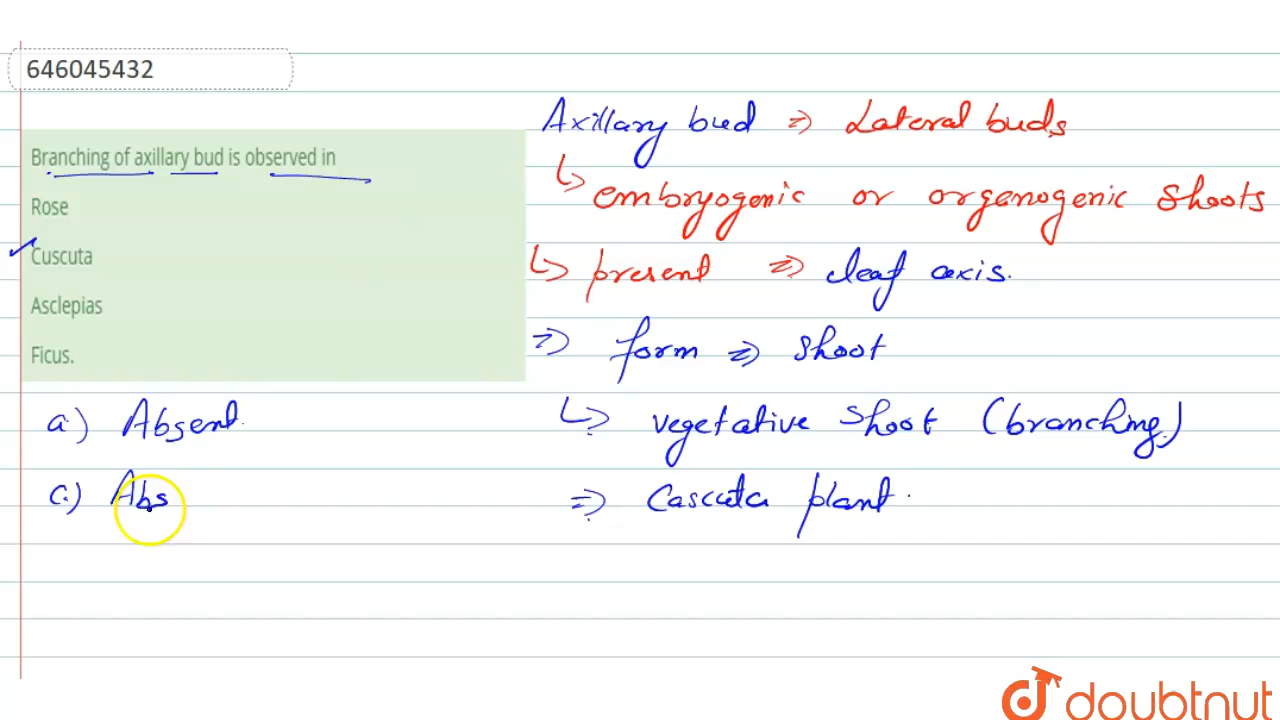 646045432
Branching of axillary bud is observed in
Rose
Cuscuta
Asclepias
Ficus.
a.) Absent.
c.) Abs
Axillary bud ⇒ Lateral buds
↳ embryogenic or organogenic shoots
↳ present ⇒ leaf axis.
⇒ form ⇒ shoot
↳ vegetative shoot (branching)
⇒ Cascuta plant.
doubtnut